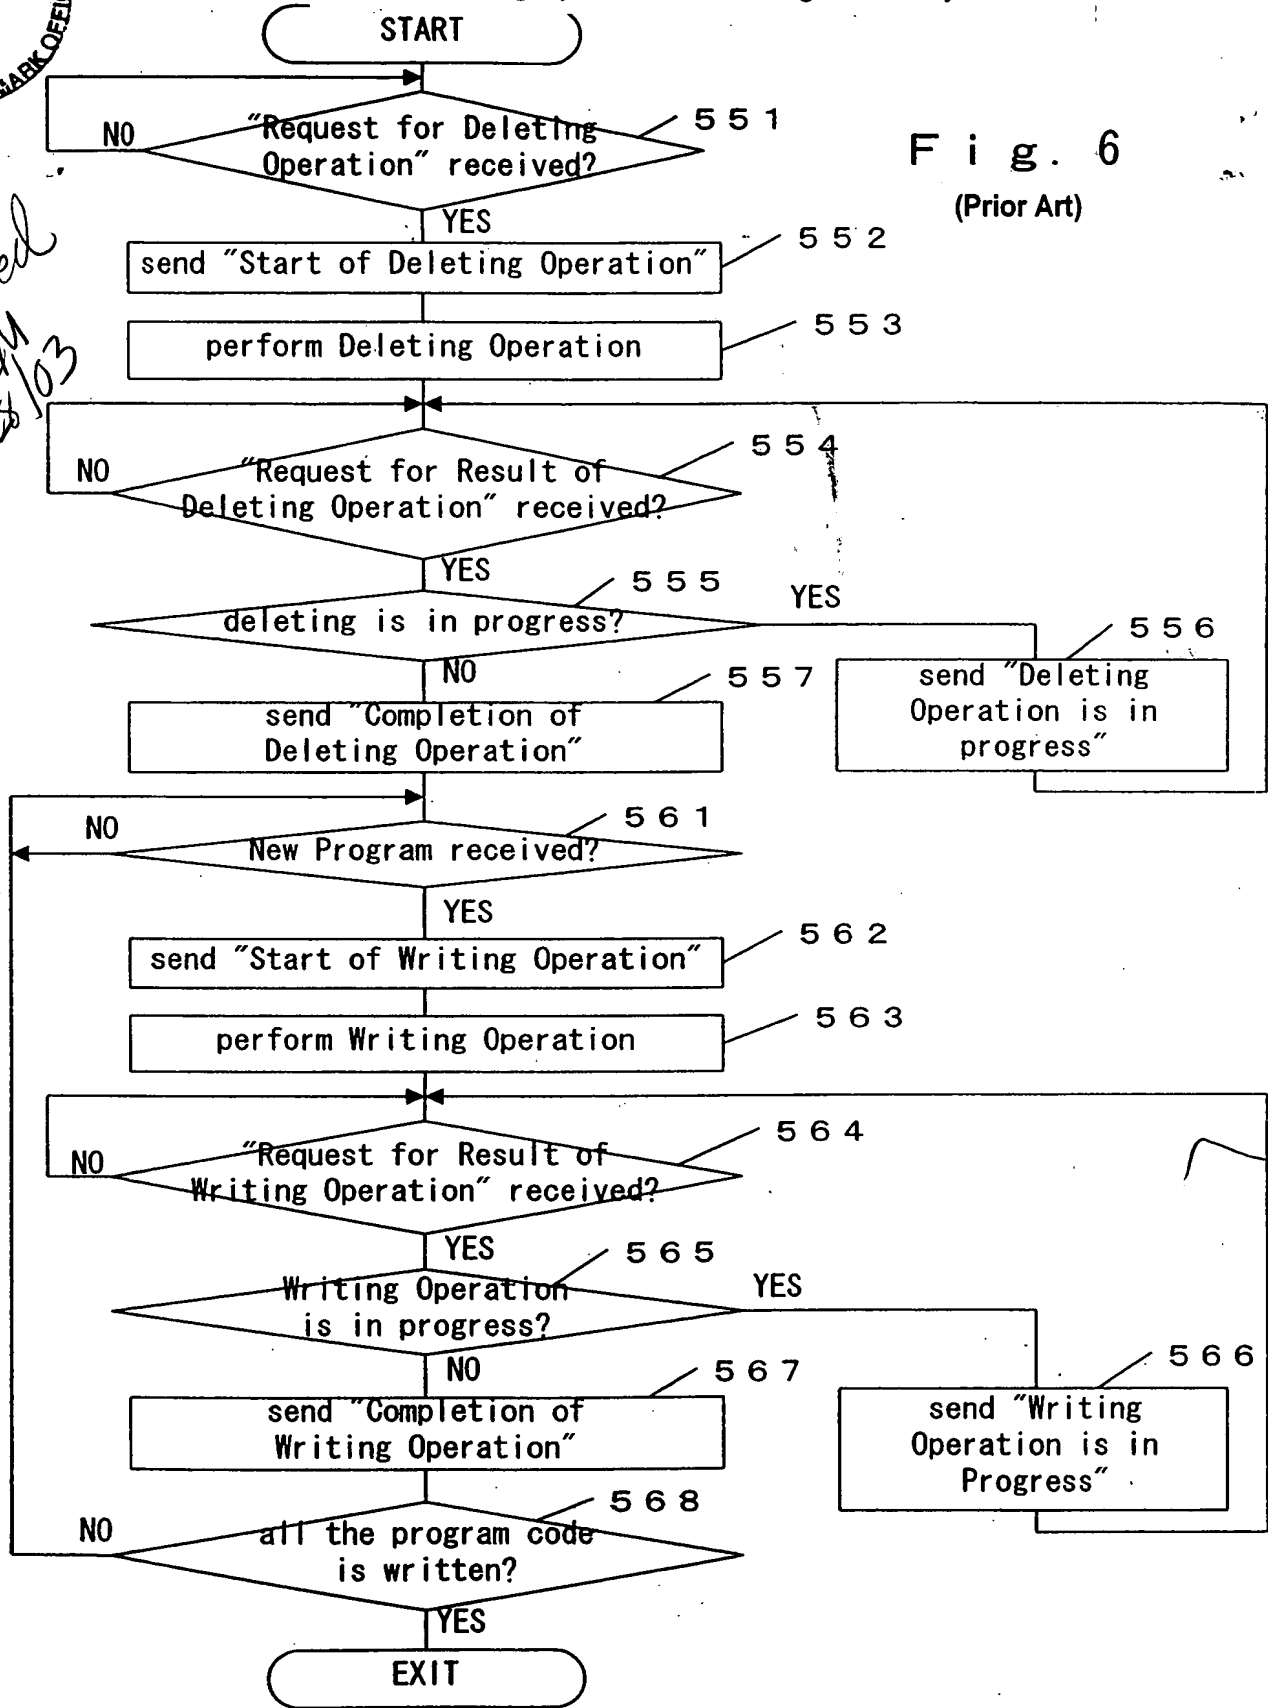 START
NO
"Request for Deleting
Operation" received?
551
Fig. 6
(Prior Art)
YES
552
send "Start of Deleting Operation"
553
perform Deleting Operation
/03
554
NO
"Request for Result of
Deleting Operation" received?
YES
555
YES
deleting is in progress?
556
NO
557
send "Deleting
Operation is in
progress"
send "Completion of
Deleting Operation"
561
NO
New Program received?
YES
562
send "Start of Writing Operation"
563
perform Writing Operation
564
NO
"Request for Result of
Writing Operation" received?
YES
565
YES
Writing Operation
is in progress?
NO
567
566
send "Completion of
Writing Operation"
send "Writing
Operation is in
Progress"
568
NO
all the program code
is written?
YES
EXIT